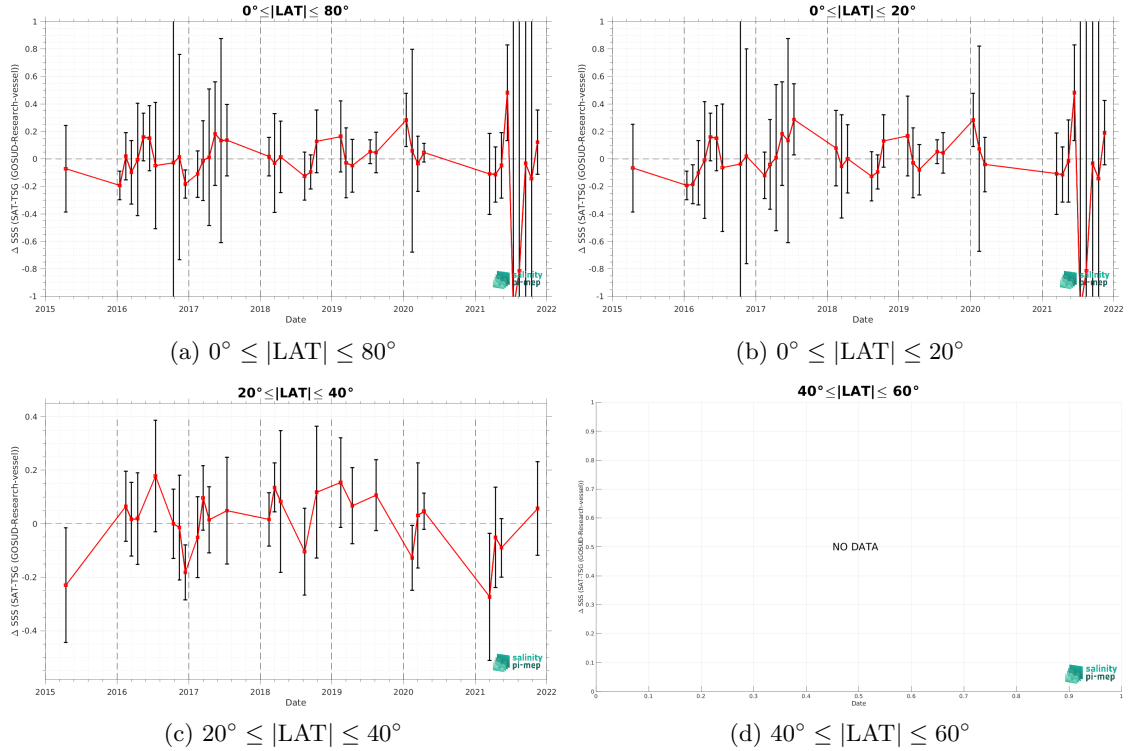 0°≤|LAT|≤ 80°
Δ SSS (SAT-TSG (GOSUD-Research-vessel))
1
0.8
0.6
0.4
0.2
0
-0.2
-0.4
-0.6
-0.8
-1
2015 2016 2017 2018 2019 2020 2021 2022
Date
salinity
pi-mep
(a) 0° ≤ |LAT| ≤ 80°
0°≤|LAT|≤ 20°
Δ SSS (SAT-TSG (GOSUD-Research-vessel))
1
0.8
0.6
0.4
0.2
0
-0.2
-0.4
-0.6
-0.8
-1
2015 2016 2017 2018 2019 2020 2021 2022
Date
salinity
pi-mep
(b) 0° ≤ |LAT| ≤ 20°
20°≤|LAT|≤ 40°
Δ SSS (SAT-TSG (GOSUD-Research-vessel))
0.4
0.2
0
-0.2
-0.4
2015 2016 2017 2018 2019 2020 2021 2022
Date
salinity
pi-mep
(c) 20° ≤ |LAT| ≤ 40°
40°≤|LAT|≤ 60°
Δ SSS (SAT-TSG (GOSUD-Research-vessel))
1
0.9
0.8
0.7
0.6
0.5
0.4
0.3
0.2
0.1
0
NO DATA
0 0.1 0.2 0.3 0.4 0.5 0.6 0.7 0.8 0.9 1
Date
salinity
pi-mep
(d) 40° ≤ |LAT| ≤ 60°